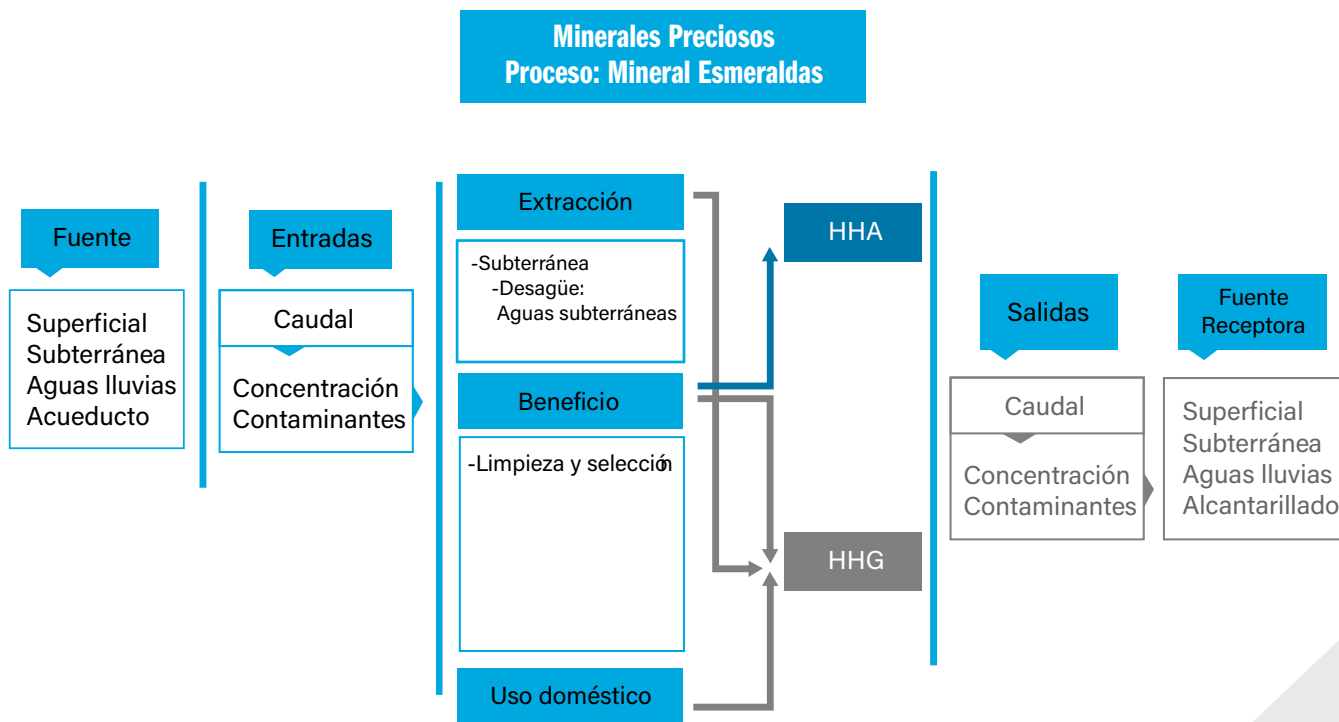 Minerales Preciosos
Proceso: Mineral Esmeraldas
Fuente
Superficial
Subterránea
Aguas lluvias
Acueducto
Entradas
Caudal
Concentración
Contaminantes
Extracción
-Subterránea
-Desagüe:
Aguas subterráneas
Beneficio
-Limpieza y selección
Uso doméstico
HHA
HHG
Salidas
Caudal
Concentración
Contaminantes
Fuente
Receptora
Superficial
Subterránea
Aguas lluvias
Alcantarillado